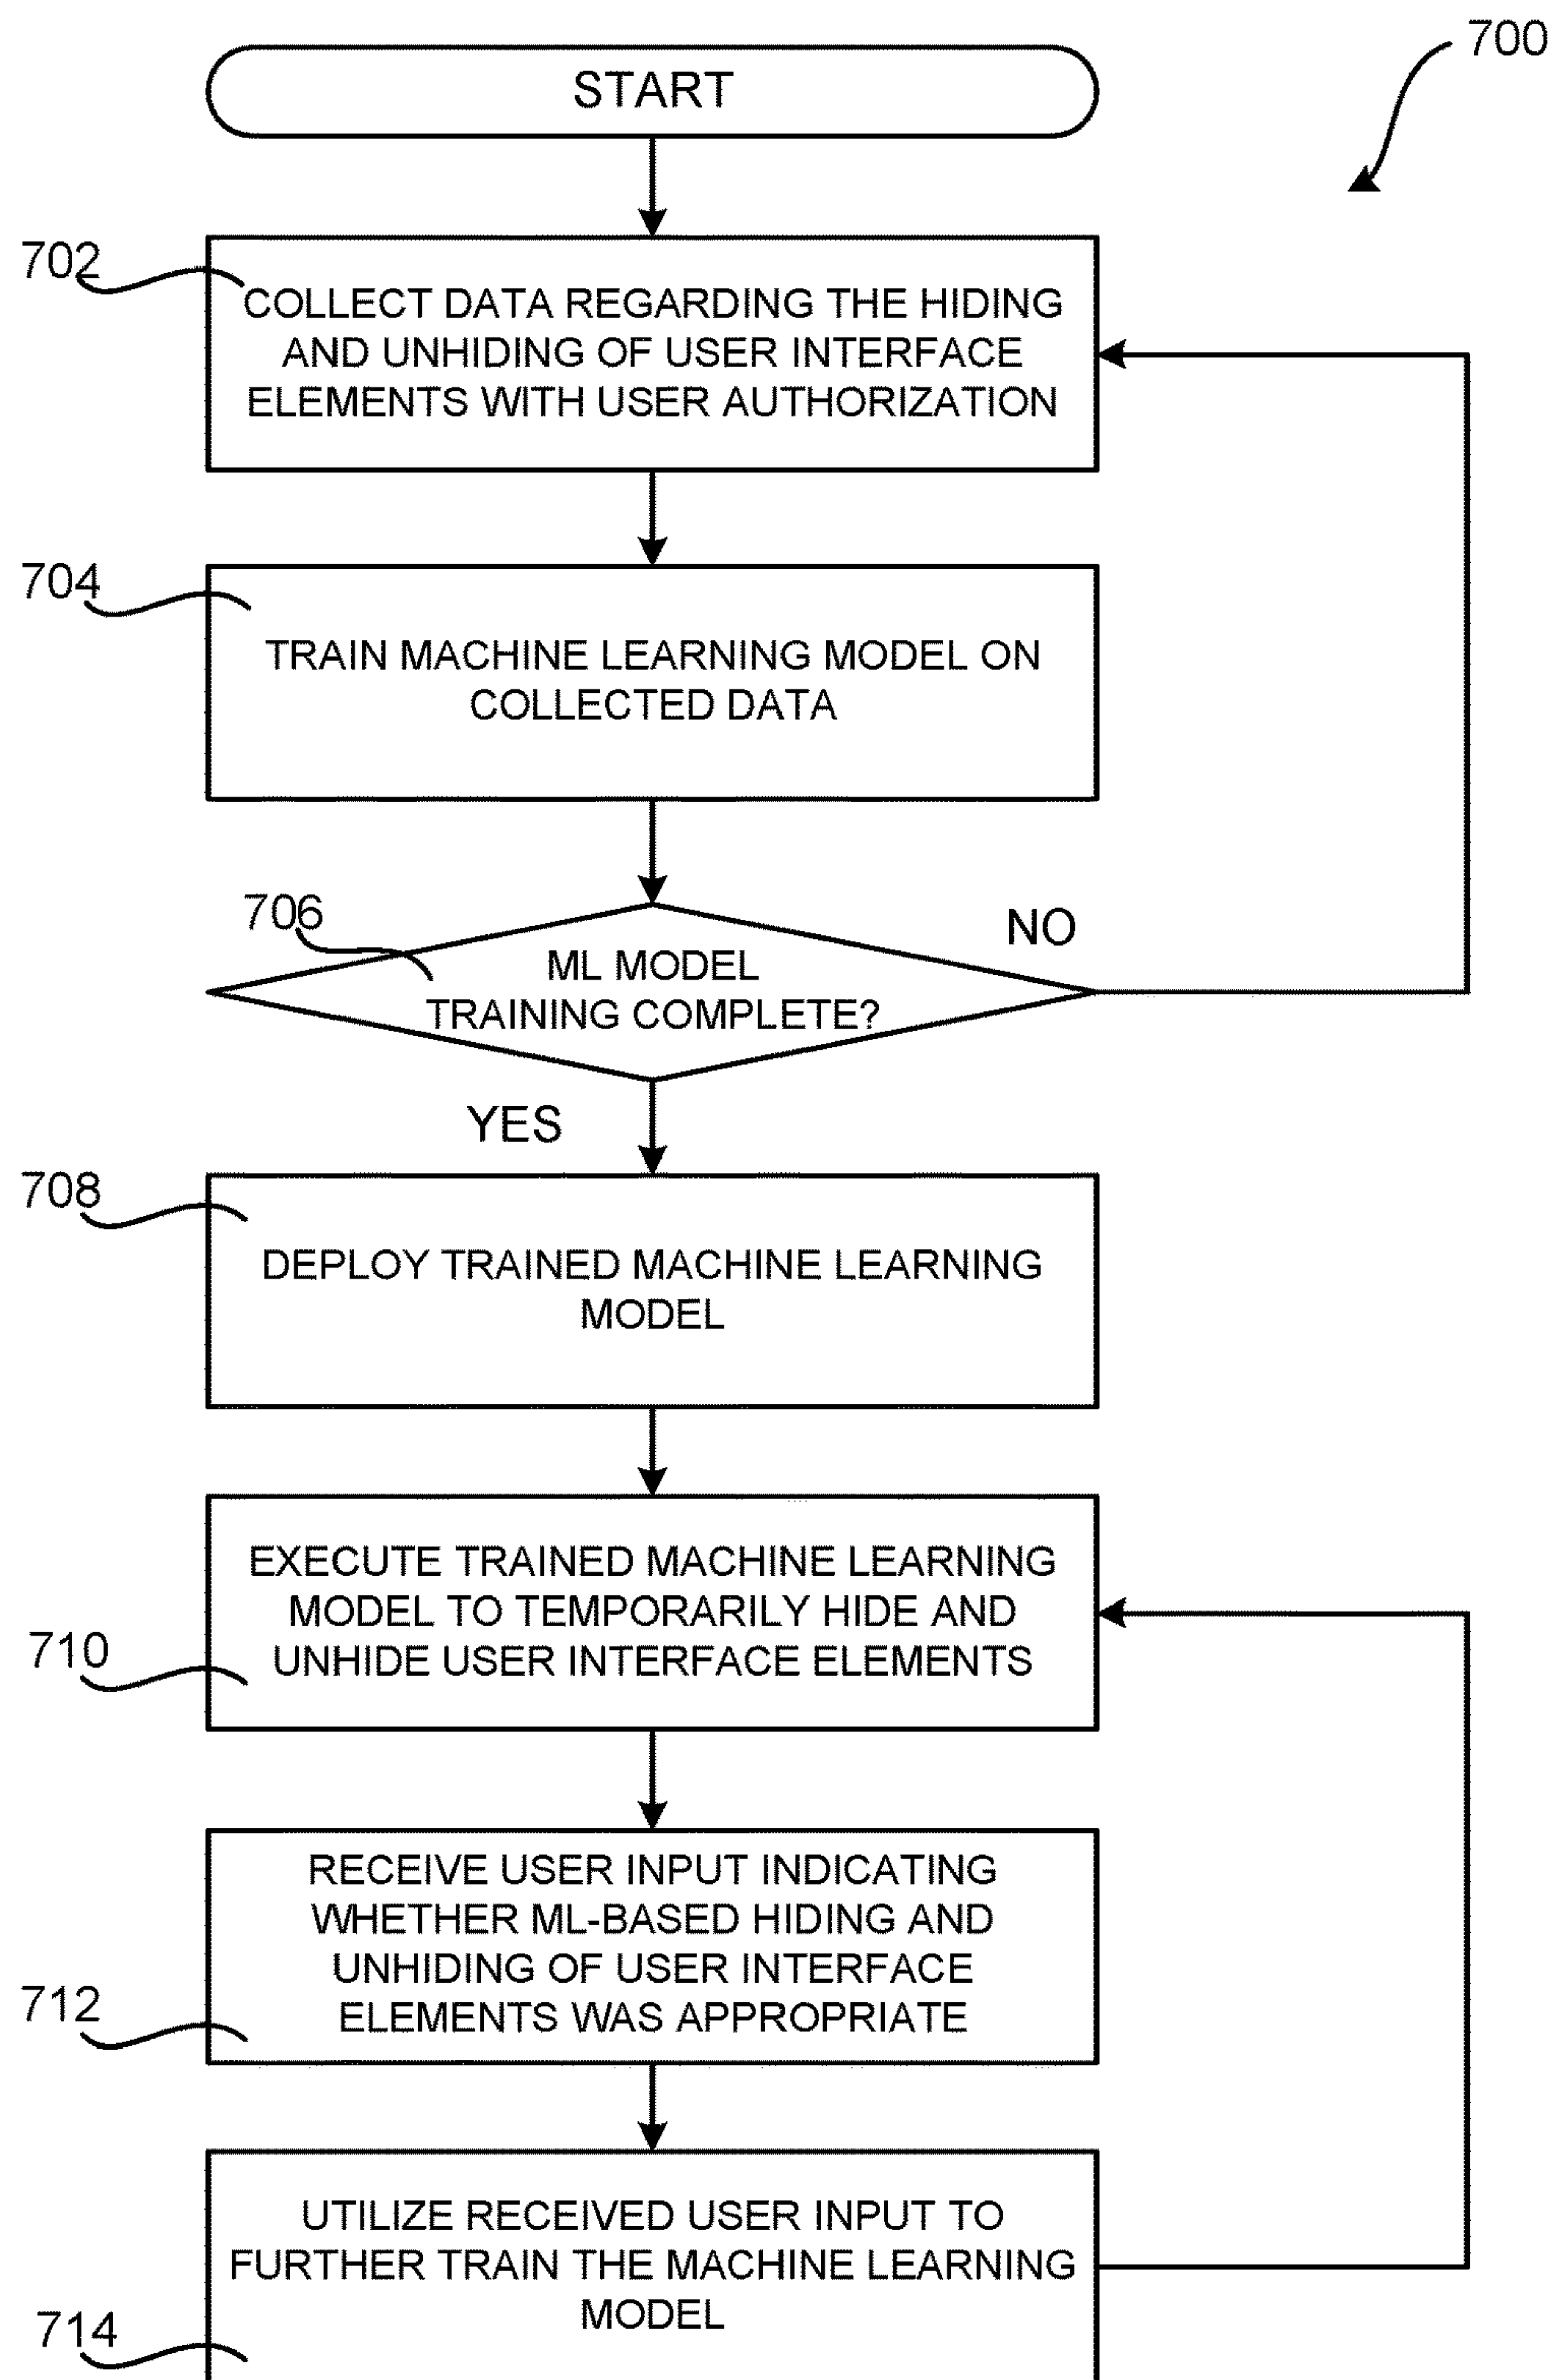 700
START
702
COLLECT DATA REGARDING THE HIDING
AND UNHIDING OF USER INTERFACE
ELEMENTS WITH USER AUTHORIZATION
704
TRAIN MACHINE LEARNING MODEL ON
COLLECTED DATA
706
NO
ML MODEL
TRAINING COMPLETE?
YES
708
DEPLOY TRAINED MACHINE LEARNING
MODEL
EXECUTE TRAINED MACHINE LEARNING
MODEL TO TEMPORARILY HIDE AND
UNHIDE USER INTERFACE ELEMENTS
710
RECEIVE USER INPUT INDICATING
WHETHER ML-BASED HIDING AND
UNHIDING OF USER INTERFACE
ELEMENTS WAS APPROPRIATE
712
UTILIZE RECEIVED USER INPUT TO
FURTHER TRAIN THE MACHINE LEARNING
MODEL
714